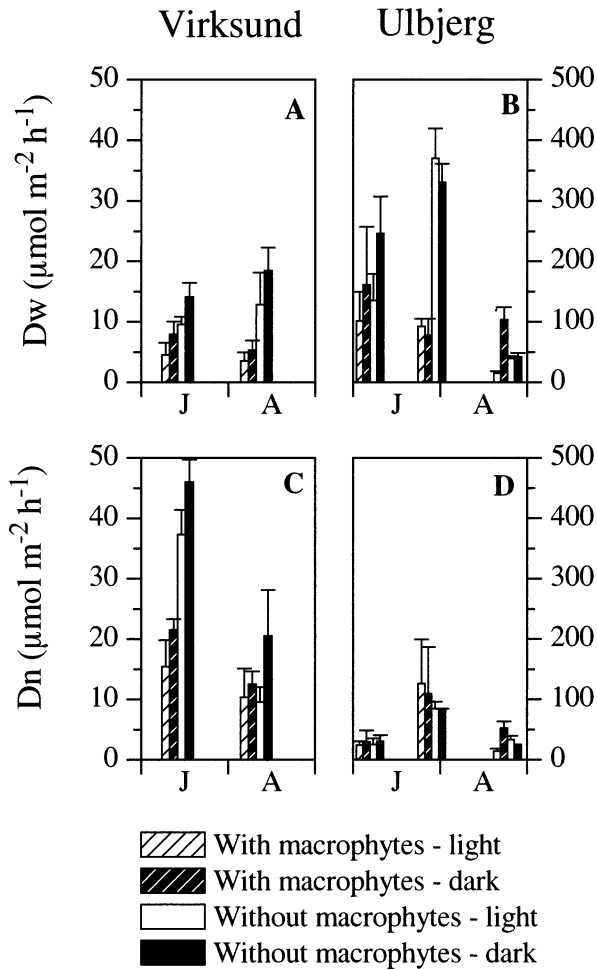 Virksund Ulbjerg
50 A B 500
40 400
30 300
20 200
10 100
0 0
J A J A
Dw (μmol m⁻² h⁻¹)
50 C D 500
40 400
30 300
20 200
10 100
0 0
J A J A
Dn (μmol m⁻² h⁻¹)
With macrophytes - light
With macrophytes - dark
Without macrophytes - light
Without macrophytes - dark